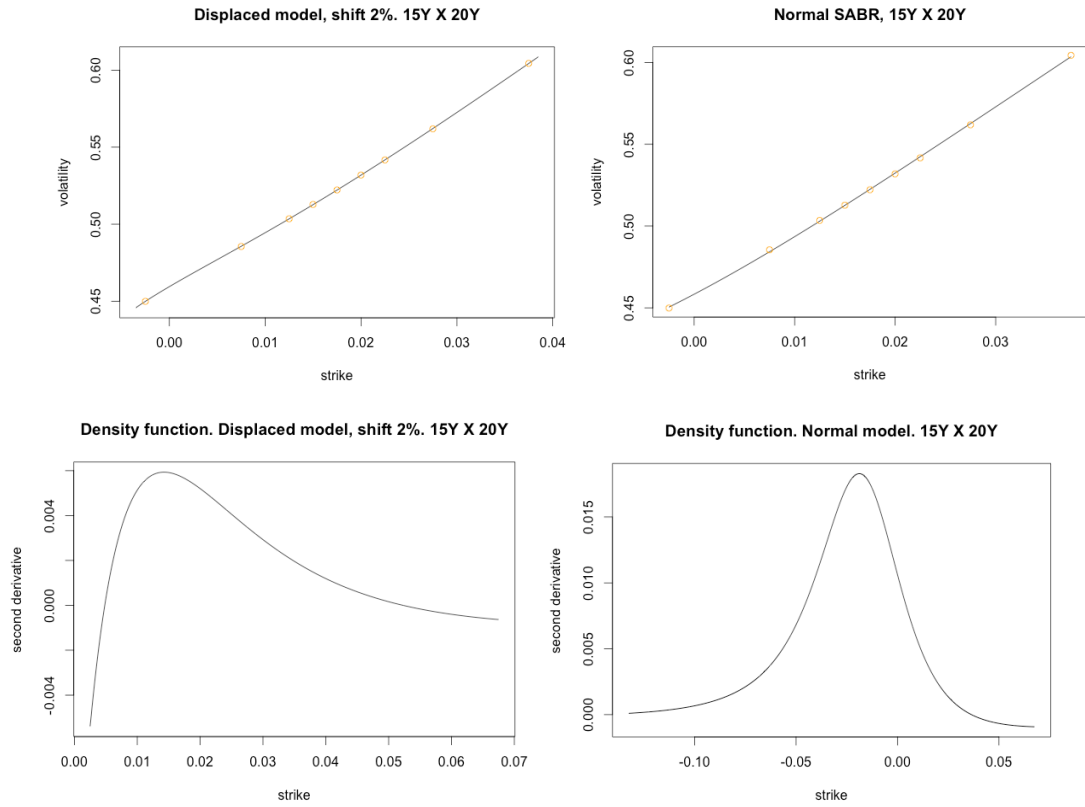 Displaced model, shift 2%. 15Y X 20Y
volatility
0.60
0.55
0.50
0.45
0.00 0.01 0.02 0.03 0.04
strike
Normal SABR, 15Y X 20Y
volatility
0.60
0.55
0.50
0.45
0.00 0.01 0.02 0.03
strike
Density function. Displaced model, shift 2%. 15Y X 20Y
second derivative
0.004
0.000
-0.004
0.00 0.01 0.02 0.03 0.04 0.05 0.06 0.07
strike
Density function. Normal model. 15Y X 20Y
second derivative
0.015
0.010
0.005
0.000
-0.10 -0.05 0.00 0.05
strike